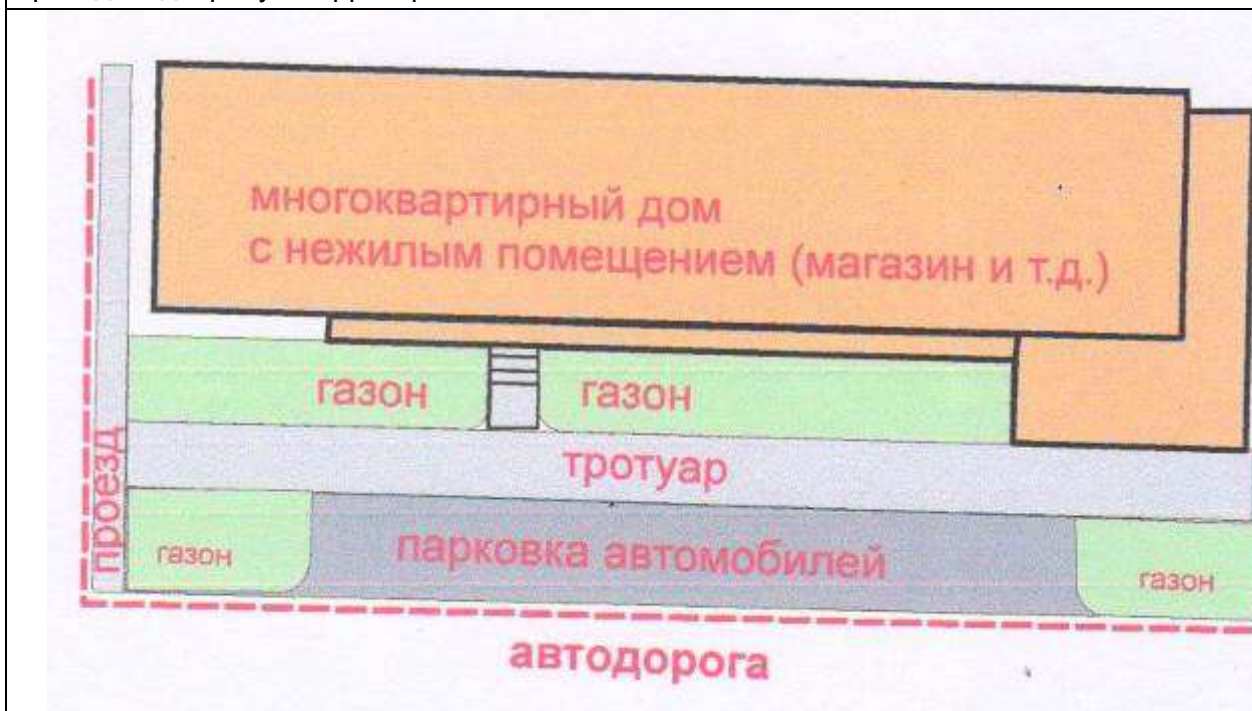 многоквартирный дом
с нежилым помещением (магазин и т.д.)
газон
газон
тротуар
проезд
газон
парковка автомобилей
газон
автодорога